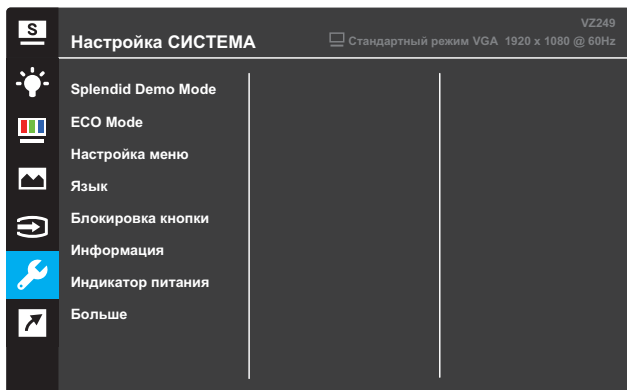 S
VZ249
Настройка СИСТЕМА
Стандартный режим VGA 1920 x 1080 @ 60Hz
Splendid Demo Mode
ECO Mode
Настройка меню
Язык
Блокировка кнопки
Информация
Индикатор питания
Больше